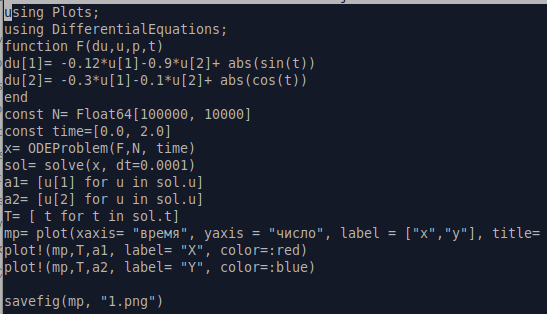 using Plots;
using DifferentialEquations;
function F(du,u,p,t)
du[1]= -0.12*u[1]-0.9*u[2]+ abs(sin(t))
du[2]= -0.3*u[1]-0.1*u[2]+ abs(cos(t))
end
const N= Float64[100000, 10000]
const time=[0.0, 2.0]
x= ODEProblem(F,N, time)
sol= solve(x, dt=0.0001)
a1= [u[1] for u in sol.u]
a2= [u[2] for u in sol.u]
T= [ t for t in sol.t]
mp= plot(xaxis= "время", yaxis = "число", label = ["x","y"], title=
plot!(mp,T,a1, label= "X", color=:red)
plot!(mp,T,a2, label= "Y", color=:blue)
savefig(mp, "1.png")